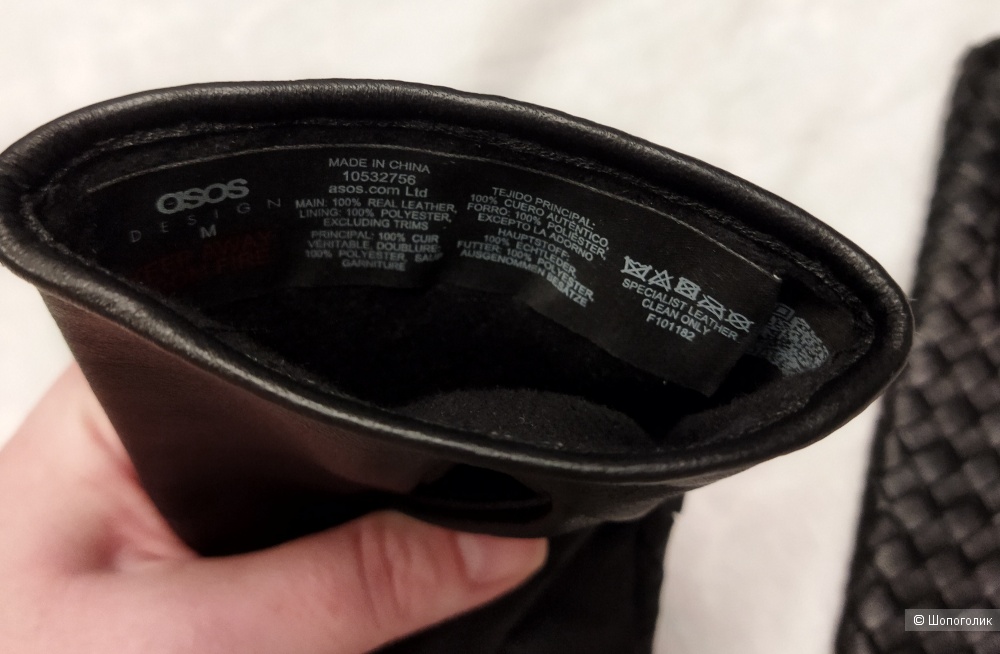 asos
DESIGN
M
MADE IN CHINA
10532756
asos.com Ltd
MAIN: 100% REAL LEATHER,
LINING: 100% POLYESTER,
EXCLUDING TRIMS
PRINCIPAL: 100% CUIR
VÉRITABLE, DOUBLURE:
100% POLYESTER, SAUF
GARNITURE
TEJIDO PRINCIPAL:
100% CUERO AUTÉNTICO,
FORRO: 100% POLIÉSTER,
EXCEPTO LA ADORNO
HAUPTSTOFF:
100% ECHTLEDER,
FUTTER: 100% POLYESTER,
AUSGENOMMEN BESÄTZE
SPECIALIST LEATHER
CLEAN ONLY
F101182
© Шопоголик